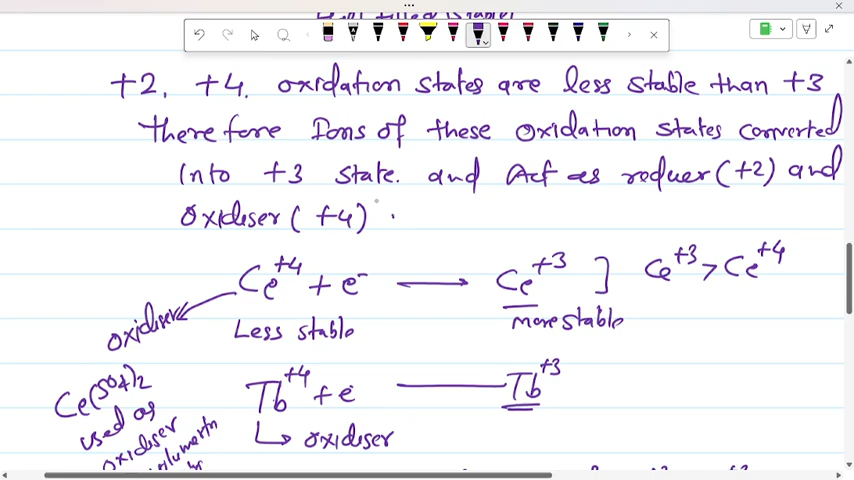 +2, +4, oxidation states are less stable than +3
therefore Ions of these oxidation states converted
into +3 state. and Act as reducer (+2) and
oxidiser (+4).
Ce+4 + e- → Ce+3 ] Ce+3 > Ce+4
oxidiser
Less stable
more stable
Ce(SO4)2
used as
oxidiser
Tb+4 + e Tb+3
oxidiser